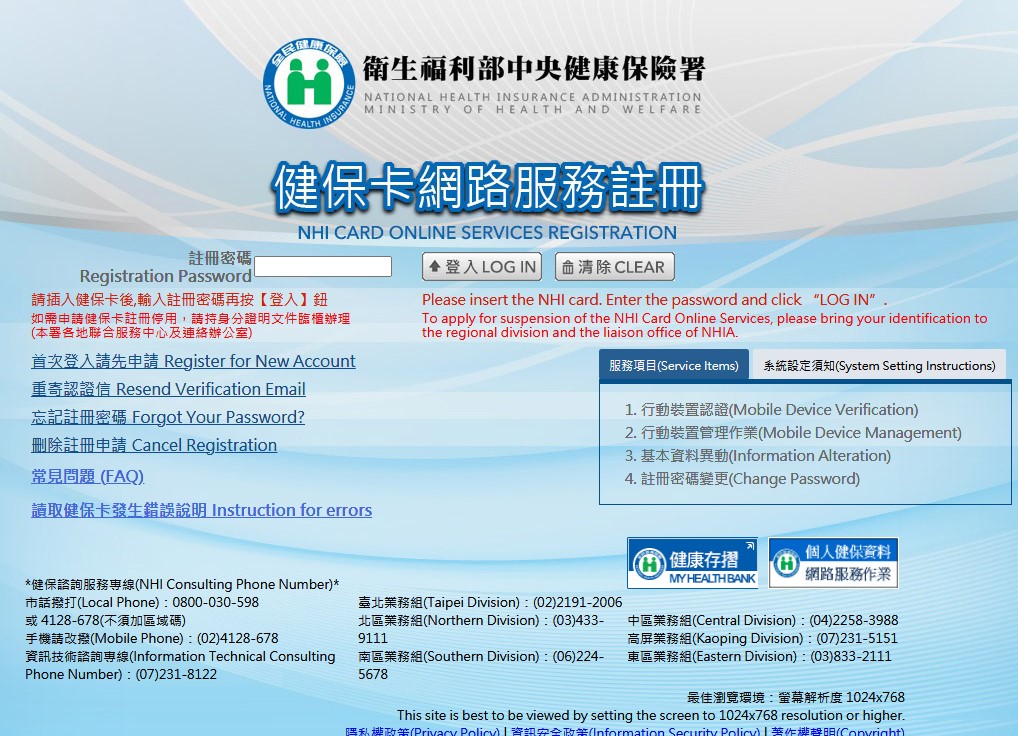 全民健康保險
NATIONAL HEALTH INSURANCE
衛生福利部中央健康保險署
NATIONAL HEALTH INSURANCE ADMINISTRATION
MINISTRY OF HEALTH AND WELFARE
健保卡網路服務註冊
NHI CARD ONLINE SERVICES REGISTRATION
註冊密碼
Registration Password
登入 LOG IN
清除 CLEAR
請插入健保卡後,輸入註冊密碼再按【登入】鈕
如需申請健保卡註冊停用，請持身分證明文件臨櫃辦理
(本署各地聯合服務中心及連絡辦公室)
Please insert the NHI card. Enter the password and click “LOG IN”.
To apply for suspension of the NHI Card Online Services, please bring your identification to
the regional division and the liaison office of NHIA.
首次登入請先申請 Register for New Account
重寄認證信 Resend Verification Email
忘記註冊密碼 Forgot Your Password?
刪除註冊申請 Cancel Registration
常見問題 (FAQ)
讀取健保卡發生錯誤說明 Instruction for errors
服務項目(Service Items)
系統設定須知(System Setting Instructions)
1. 行動裝置認證(Mobile Device Verification)
2. 行動裝置管理作業(Mobile Device Management)
3. 基本資料異動(Information Alteration)
4. 註冊密碼變更(Change Password)
健康存摺
MY HEALTH BANK
個人健保資料
網路服務作業
*健保諮詢服務專線(NHI Consulting Phone Number)*
市話撥打(Local Phone)：0800-030-598
或 4128-678(不須加區域碼)
手機請改撥(Mobile Phone)：(02)4128-678
資訊技術諮詢專線(Information Technical Consulting
Phone Number)：(07)231-8122
臺北業務組(Taipei Division)：(02)2191-2006
北區業務組(Northern Division)：(03)433-
9111
南區業務組(Southern Division)：(06)224-
5678
中區業務組(Central Division)：(04)2258-3988
高屏業務組(Kaoping Division)：(07)231-5151
東區業務組(Eastern Division)：(03)833-2111
最佳瀏覽環境：螢幕解析度 1024x768
This site is best to be viewed by setting the screen to 1024x768 resolution or higher.
隱私權政策(Privacy Policy) | 資訊安全政策(Information Security Policy) | 著作權聲明(Copyright)